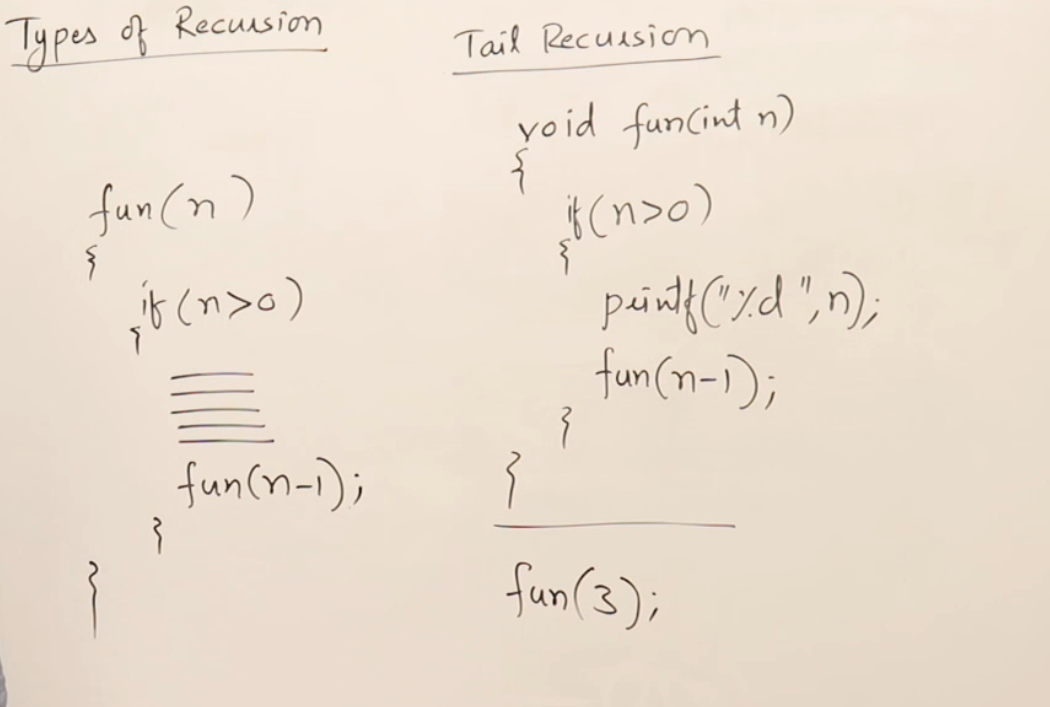 Types of Recursion
fun(n)
{
if(n>0)
{
fun(n-1);
}
}
Tail Recursion
void fun(int n)
{
if(n>0)
{
printf("%d",n);
fun(n-1);
}
}
fun(3);